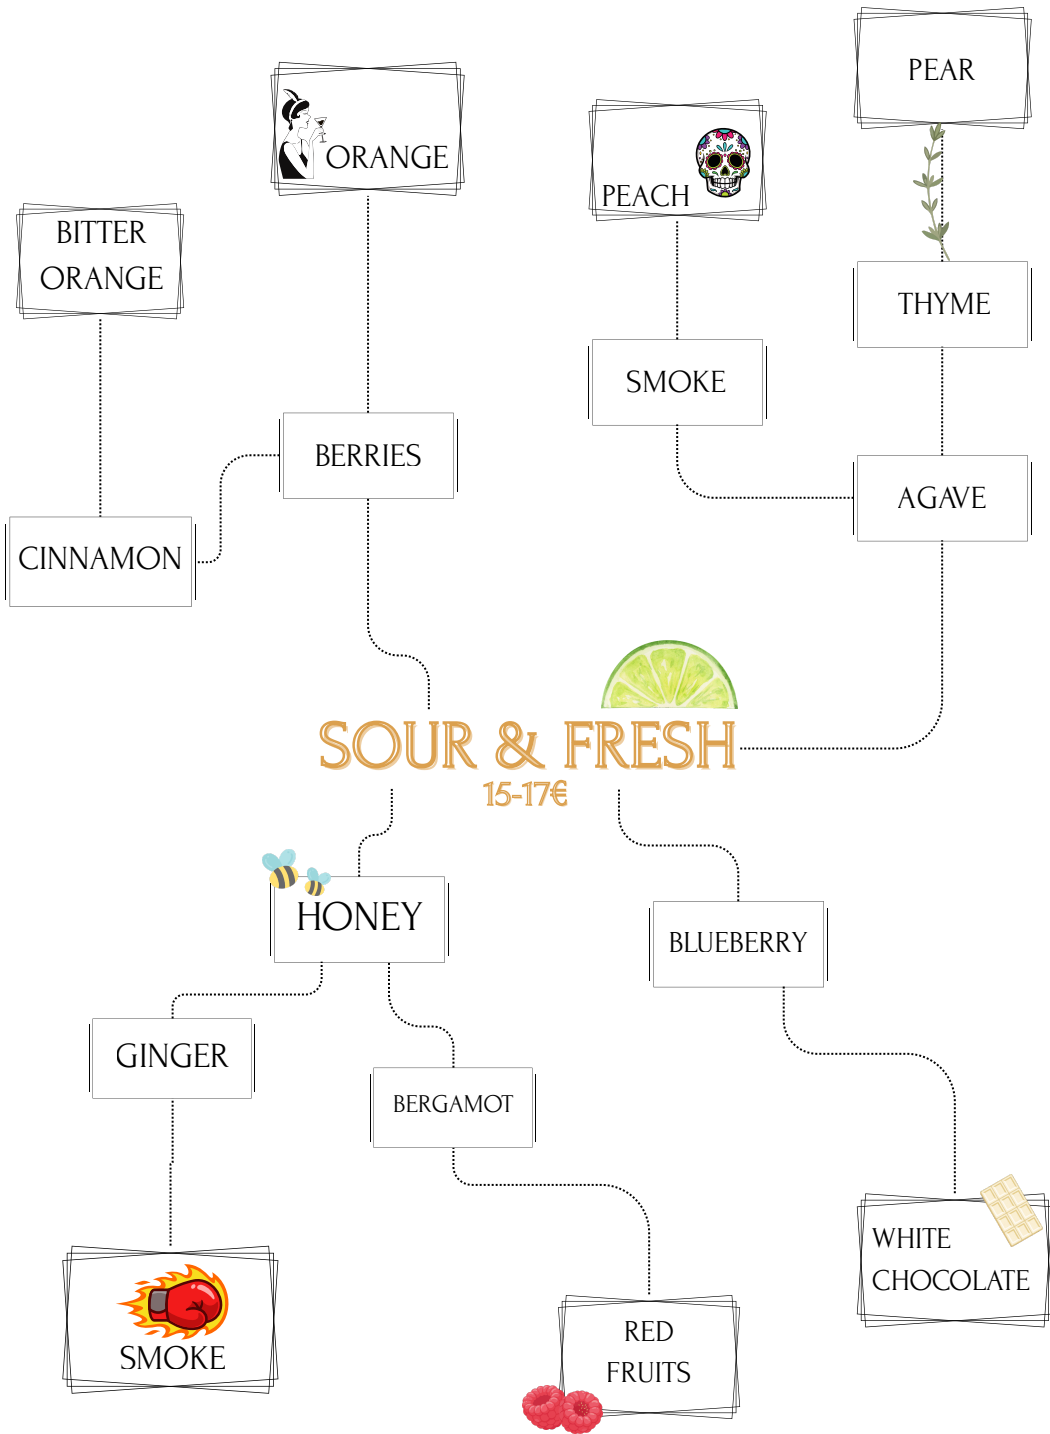 PEAR
ORANGE
PEACH
BITTER
ORANGE
THYME
SMOKE
BERRIES
AGAVE
CINNAMON
SOUR & FRESH
15-17€
HONEY
BLUEBERRY
GINGER
BERGAMOT
WHITE
CHOCOLATE
SMOKE
RED
FRUITS